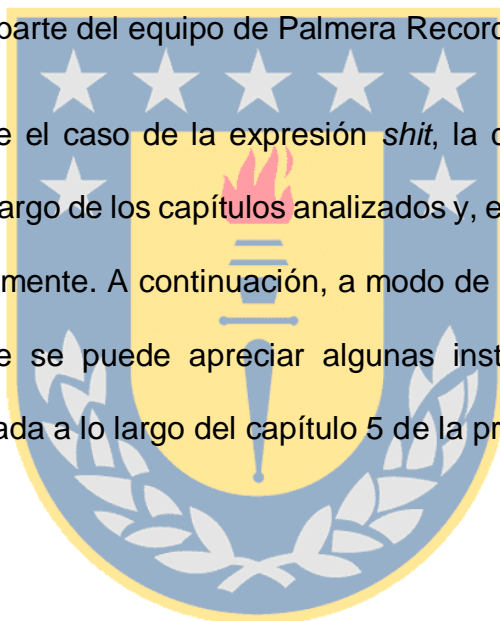 parte del equipo de Palmera Record
e el caso de la expresión shit, la
argo de los capítulos analizados y, e
mente. A continuación, a modo de
e se puede apreciar algunas inst
ada a lo largo del capítulo 5 de la pr